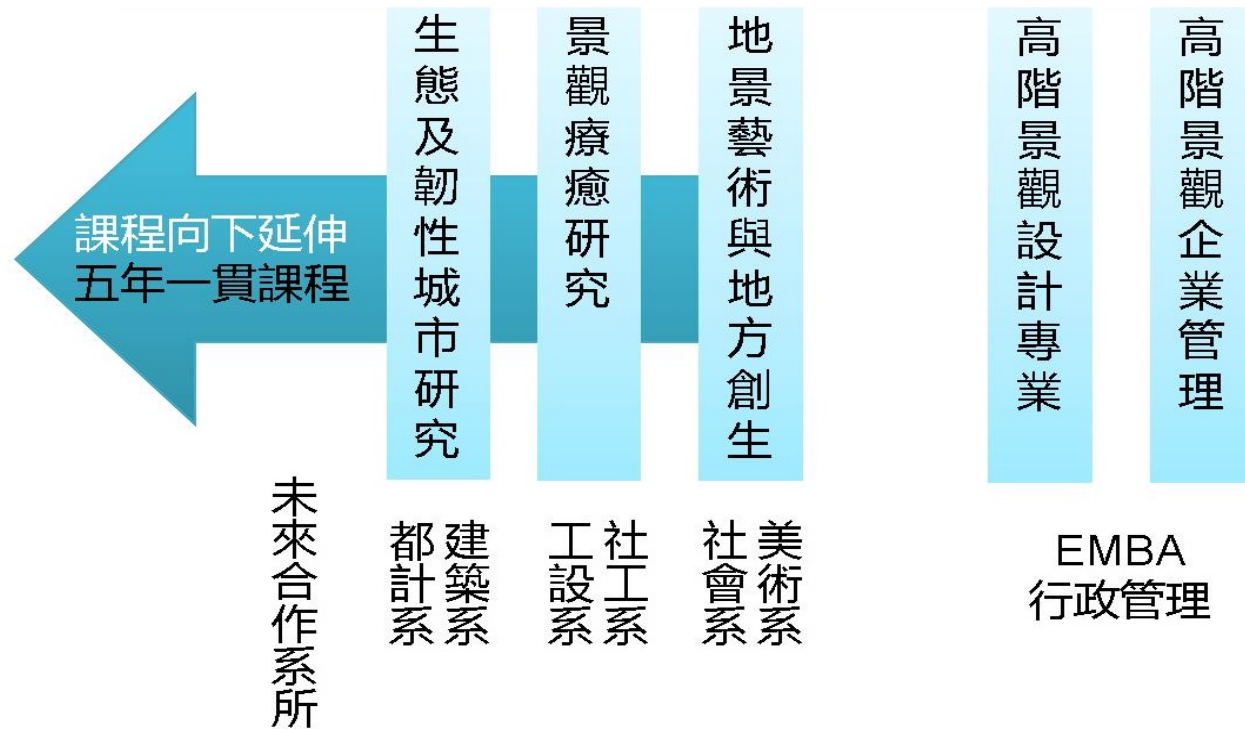 課程向下延伸
五年一貫課程
生態及韌性城市研究
景觀療癒研究
地景藝術與地方創生
高階景觀設計專業
高階景觀企業管理
未來合作系所
都計系
建築系
工設系
社工系
社會系
美術系
EMBA
行政管理